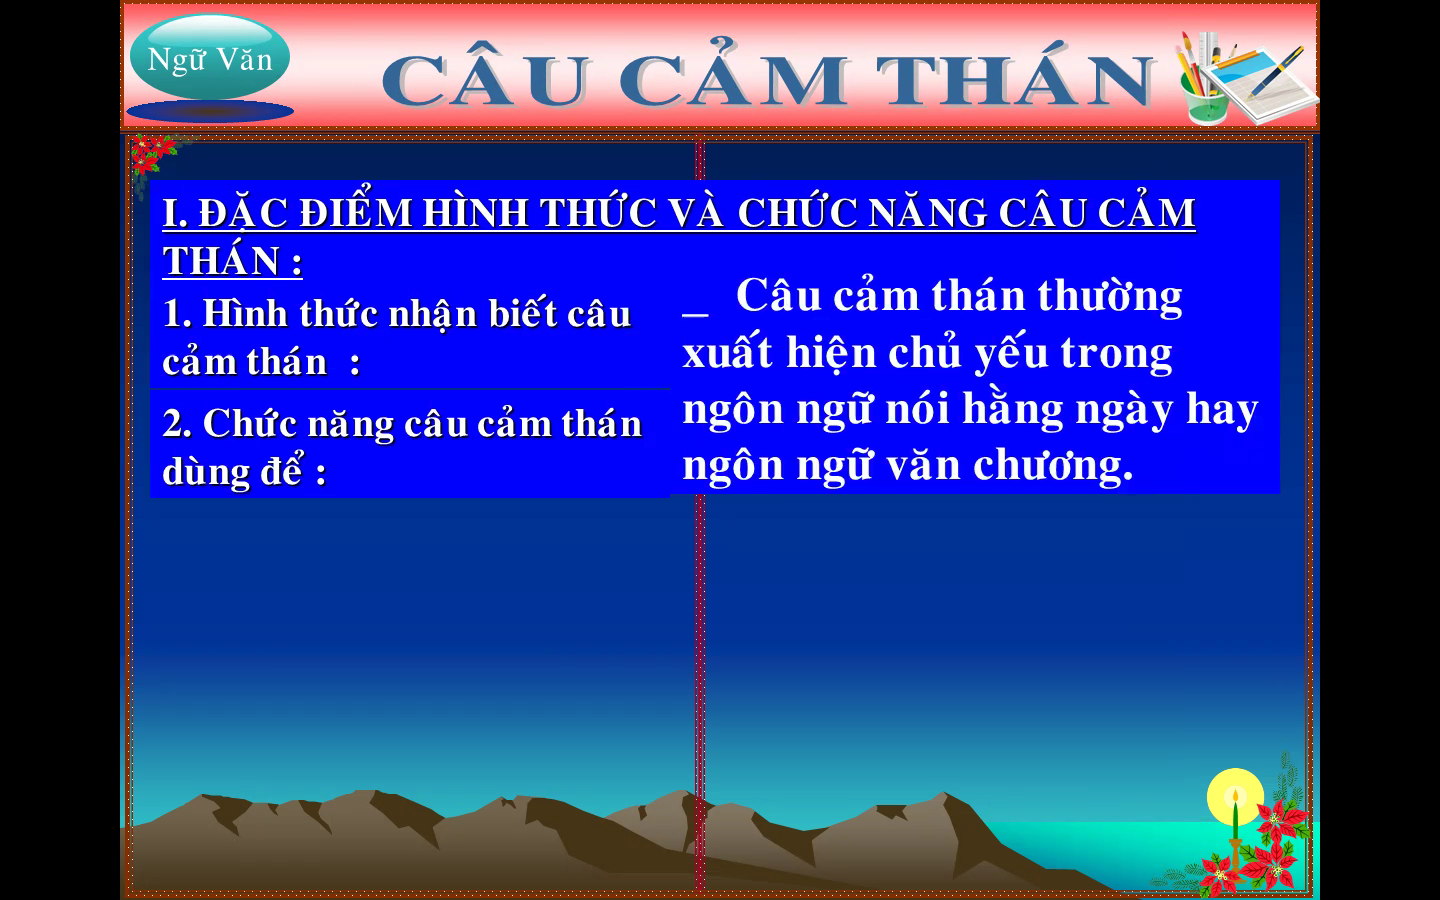 Ngữ Văn
CÂU CẢM THÁN
I. ĐẶC ĐIỂM HÌNH THỨC VÀ CHỨC NĂNG CÂU CẢM
THÁN :
1. Hình thức nhận biết câu
cảm thán :
2. Chức năng câu cảm thán
dùng để :
_ Câu cảm thán thường
xuất hiện chủ yếu trong
ngôn ngữ nói hằng ngày hay
ngôn ngữ văn chương.